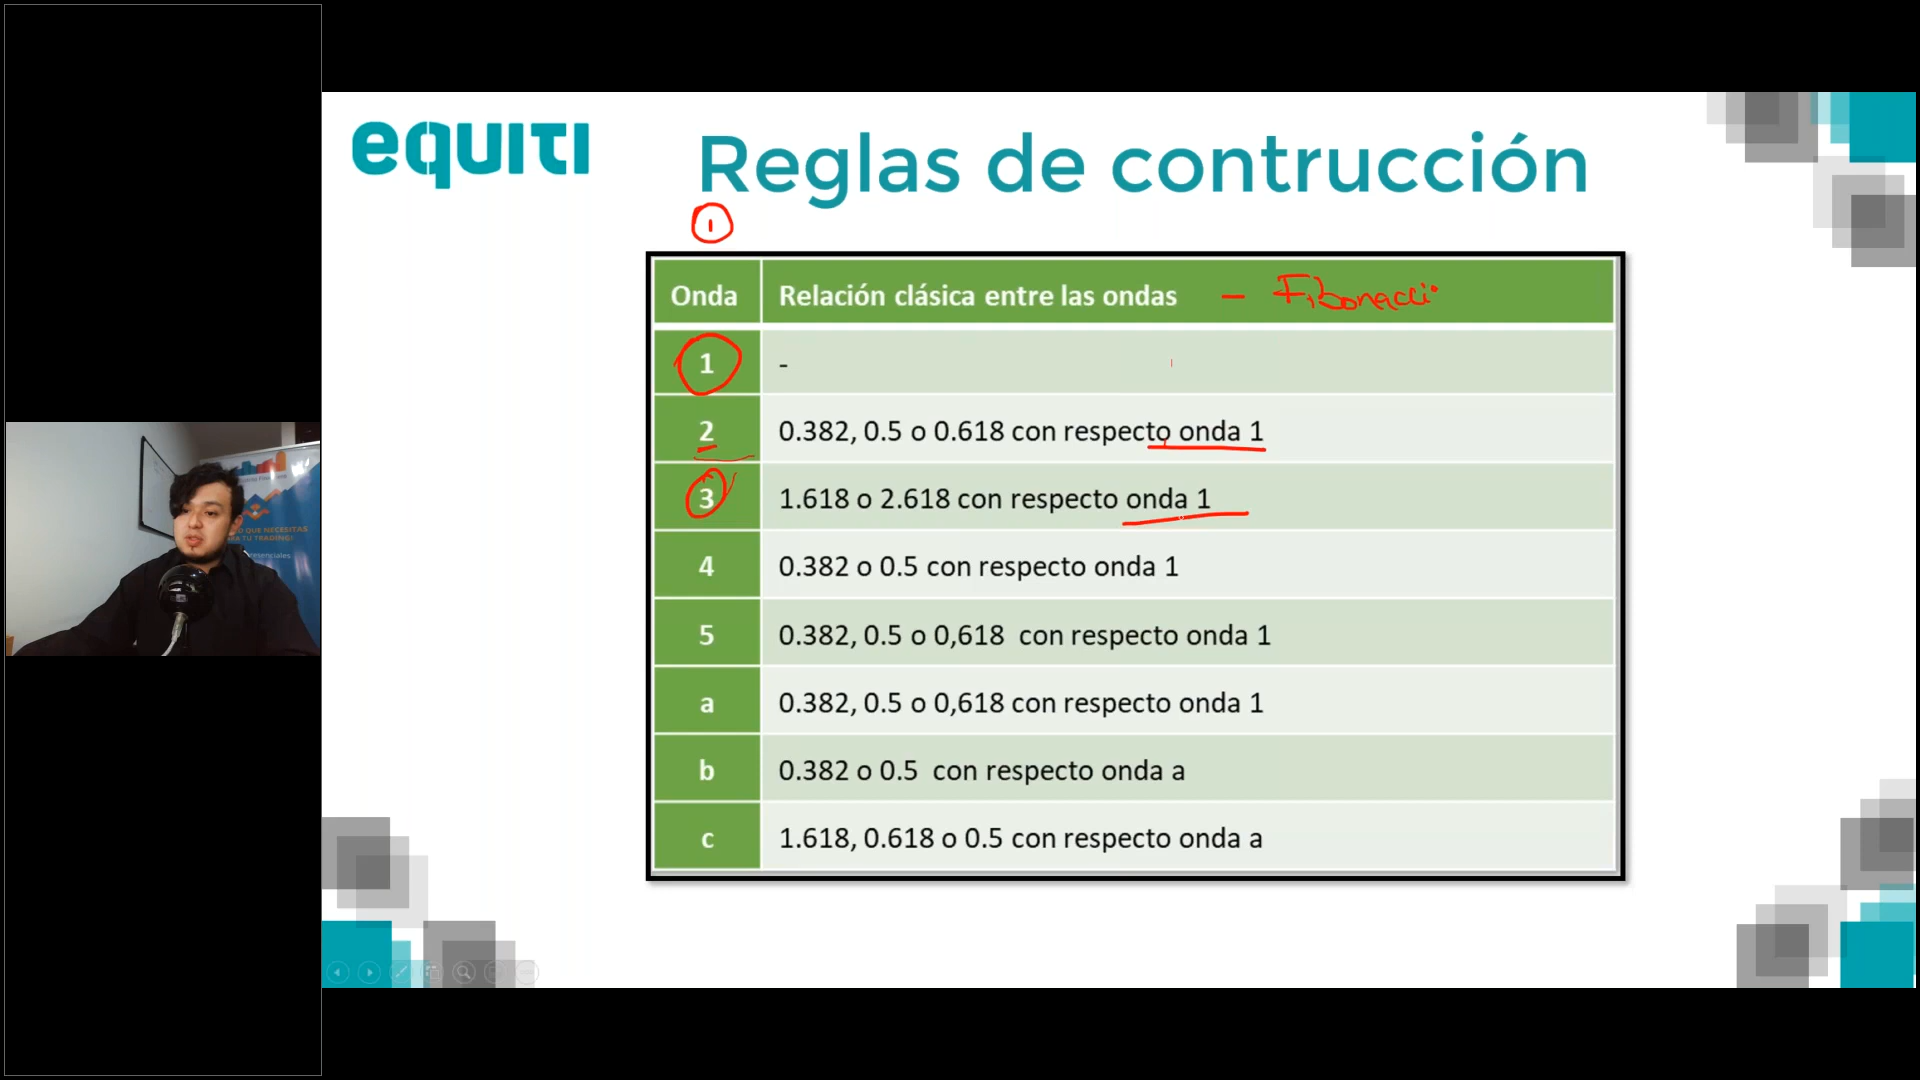 equiti
Reglas de contrucción
1
Onda Relación clásica entre las ondas - Fibonacci
1 -
2 0.382, 0.5 o 0.618 con respecto onda 1
3 1.618 o 2.618 con respecto onda 1
4 0.382 o 0.5 con respecto onda 1
5 0.382, 0.5 o 0,618 con respecto onda 1
a 0.382, 0.5 o 0,618 con respecto onda 1
b 0.382 o 0.5 con respecto onda a
c 1.618, 0.618 o 0.5 con respecto onda a
QUE NECESITAS
TU TRADING!